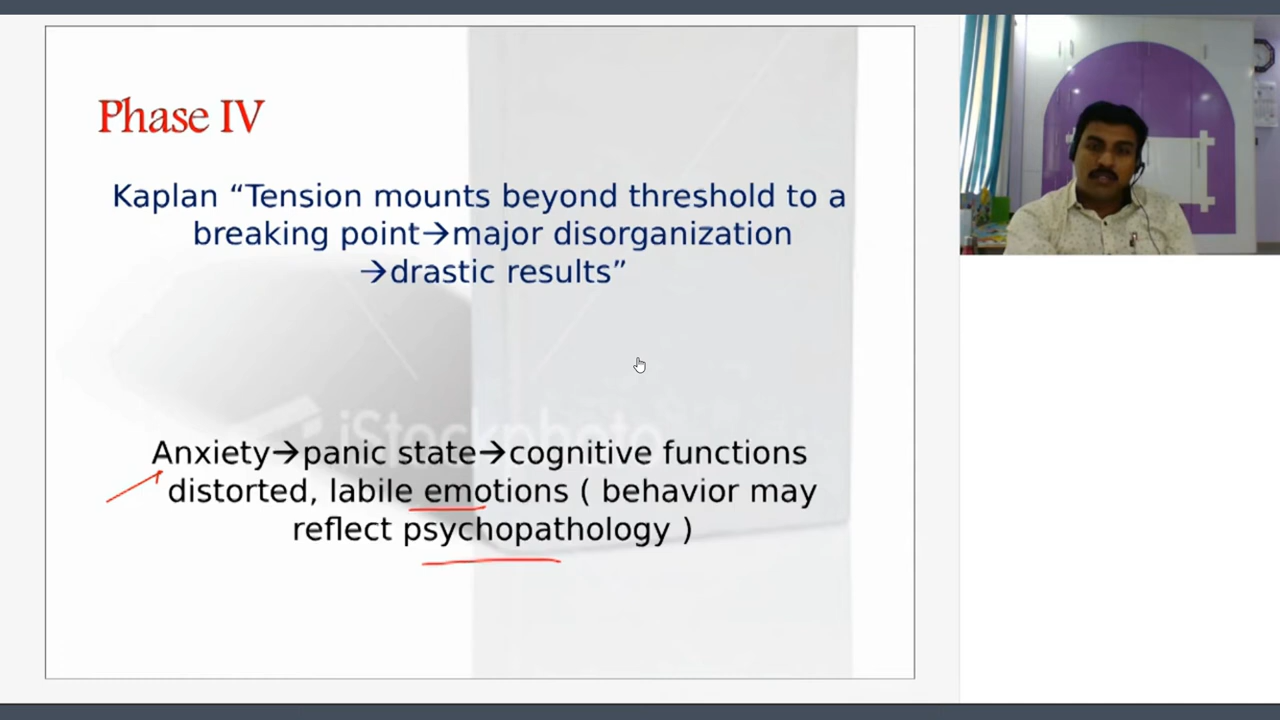 Phase IV
Kaplan “Tension mounts beyond threshold to a
breaking point→major disorganization
→drastic results”
iStockphoto
Anxiety→panic state→cognitive functions
distorted, labile emotions ( behavior may
reflect psychopathology )